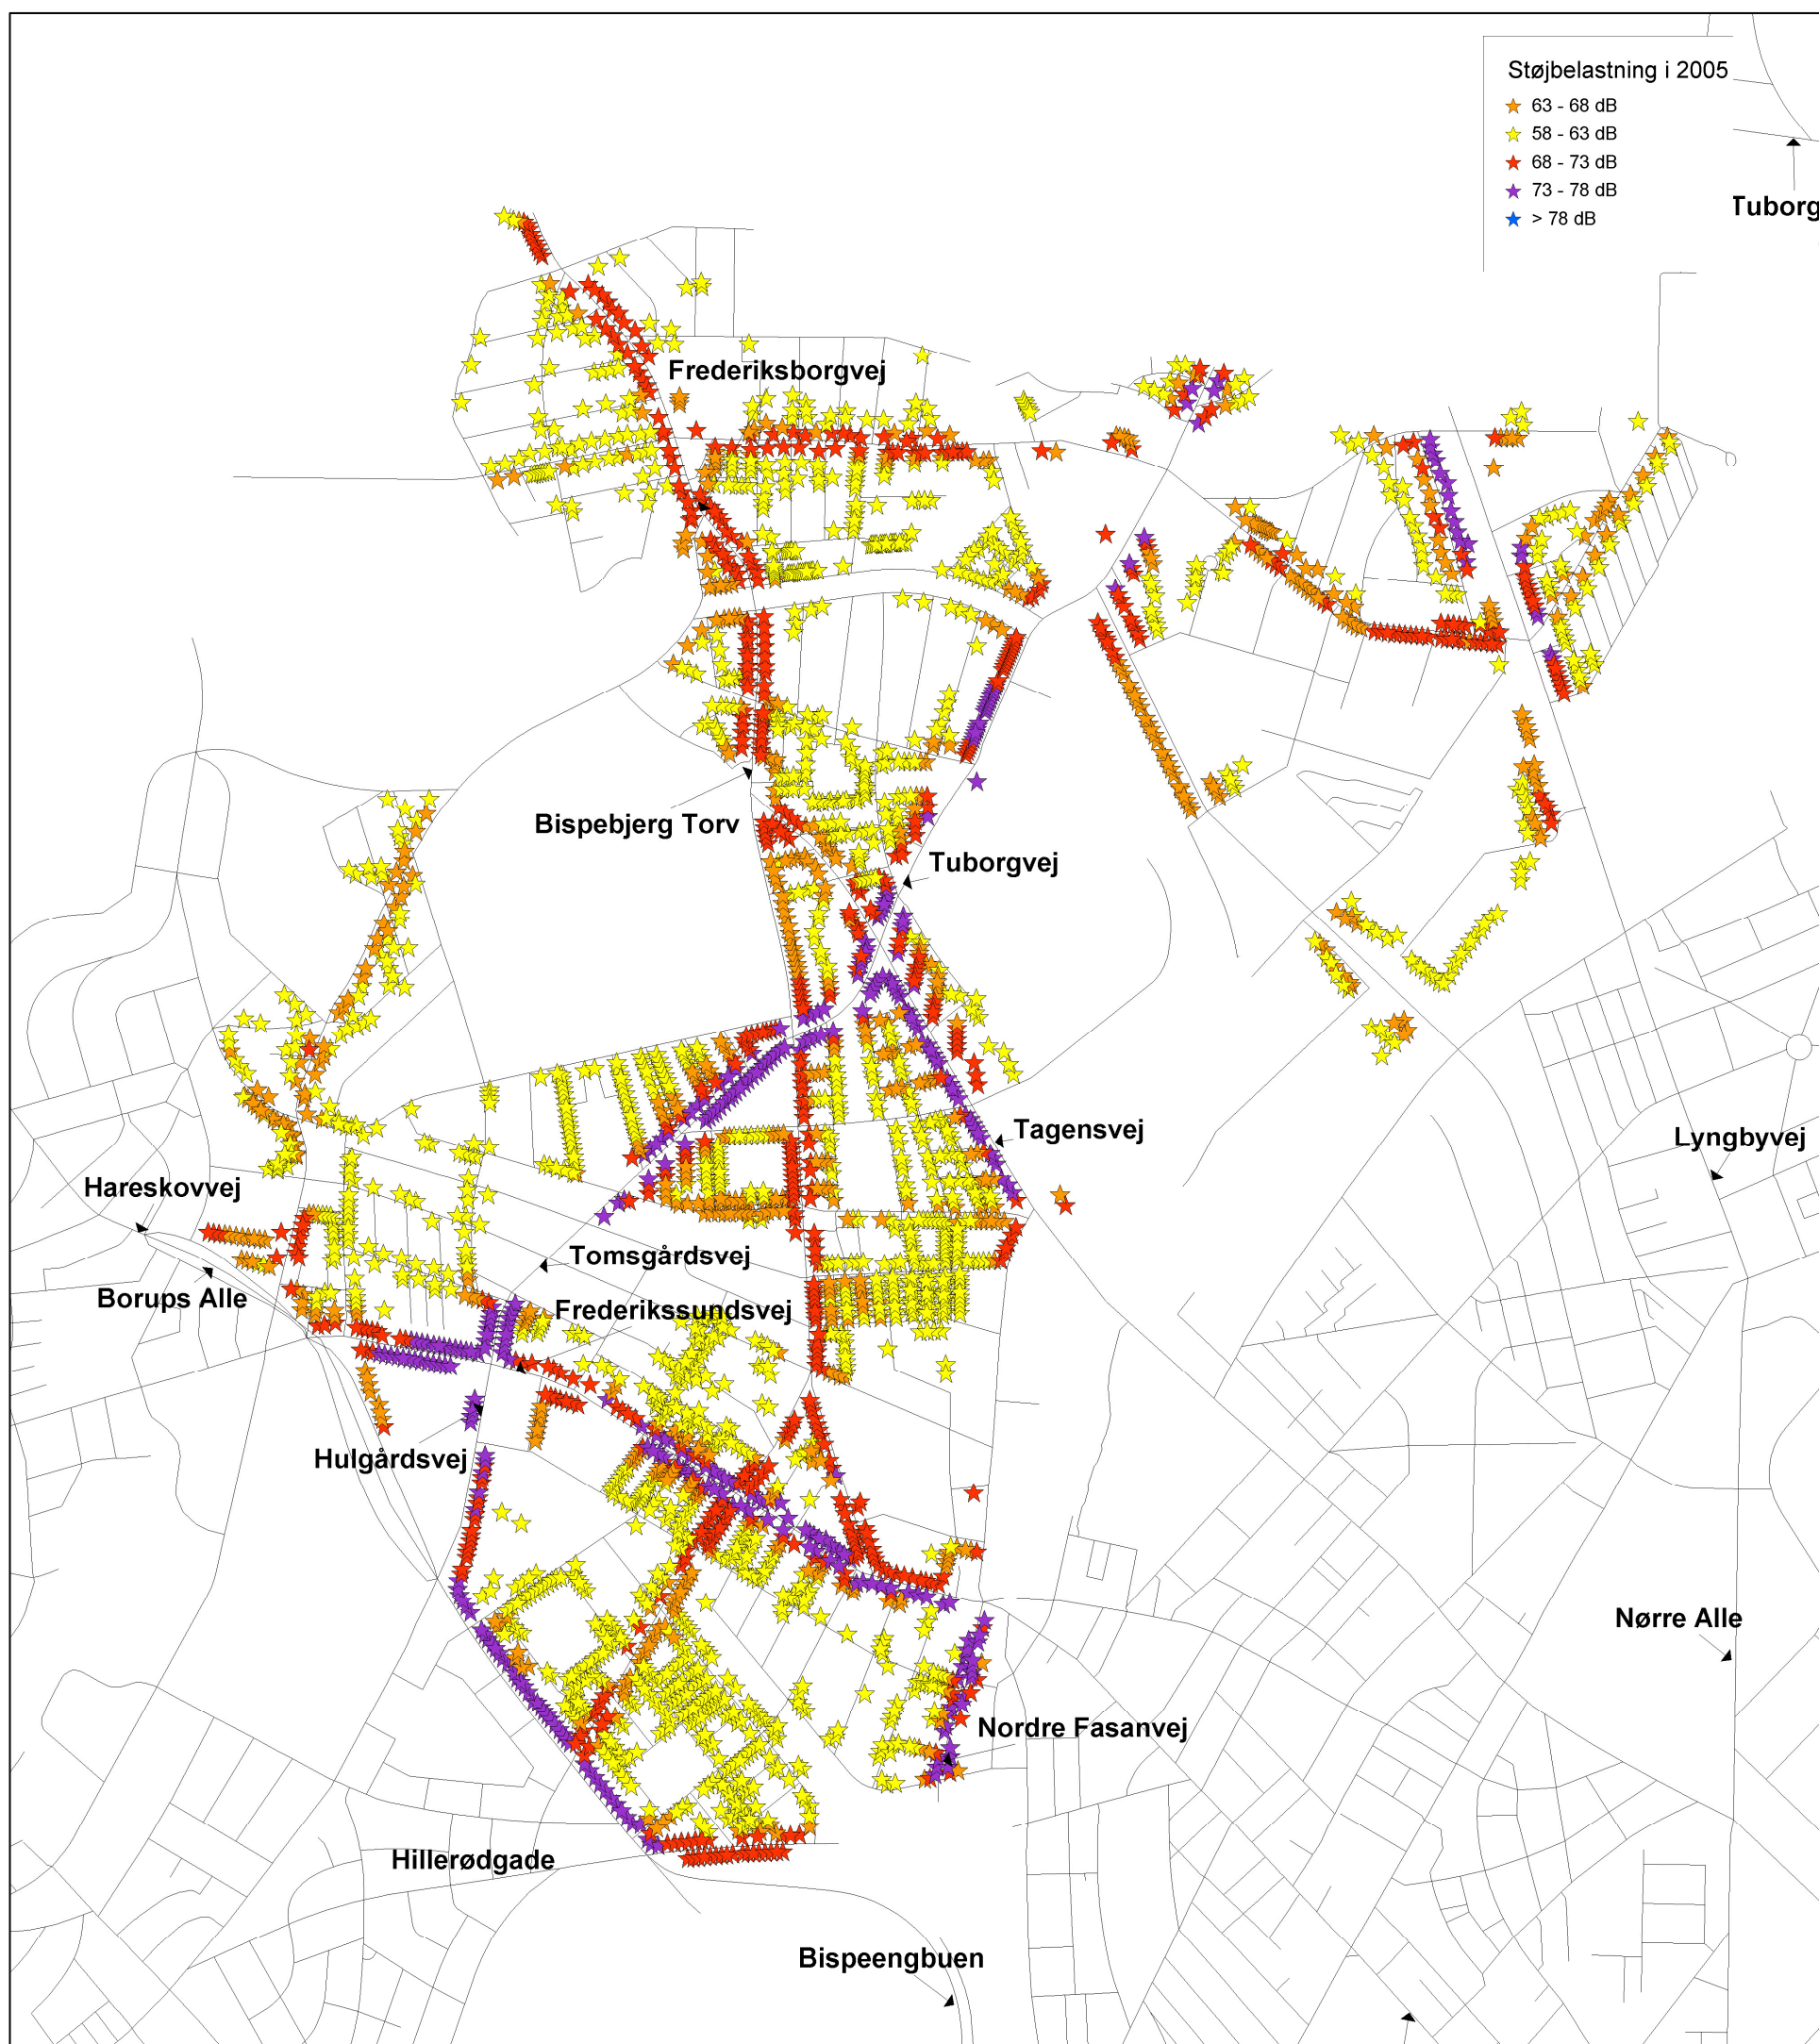 Støjbelastning i 2005
63 - 68 dB
58 - 63 dB
68 - 73 dB
73 - 78 dB
> 78 dB
Tuborg
Frederiksborgvej
Bispebjerg Torv
Tuborgvej
Tagensvej
Lyngbyvej
Hareskovvej
Tomsgårdsvej
Borups Alle
Frederikssundsvej
Hulgårdsvej
Nørre Alle
Nordre Fasanvej
Hillerødgade
Bispeengbuen